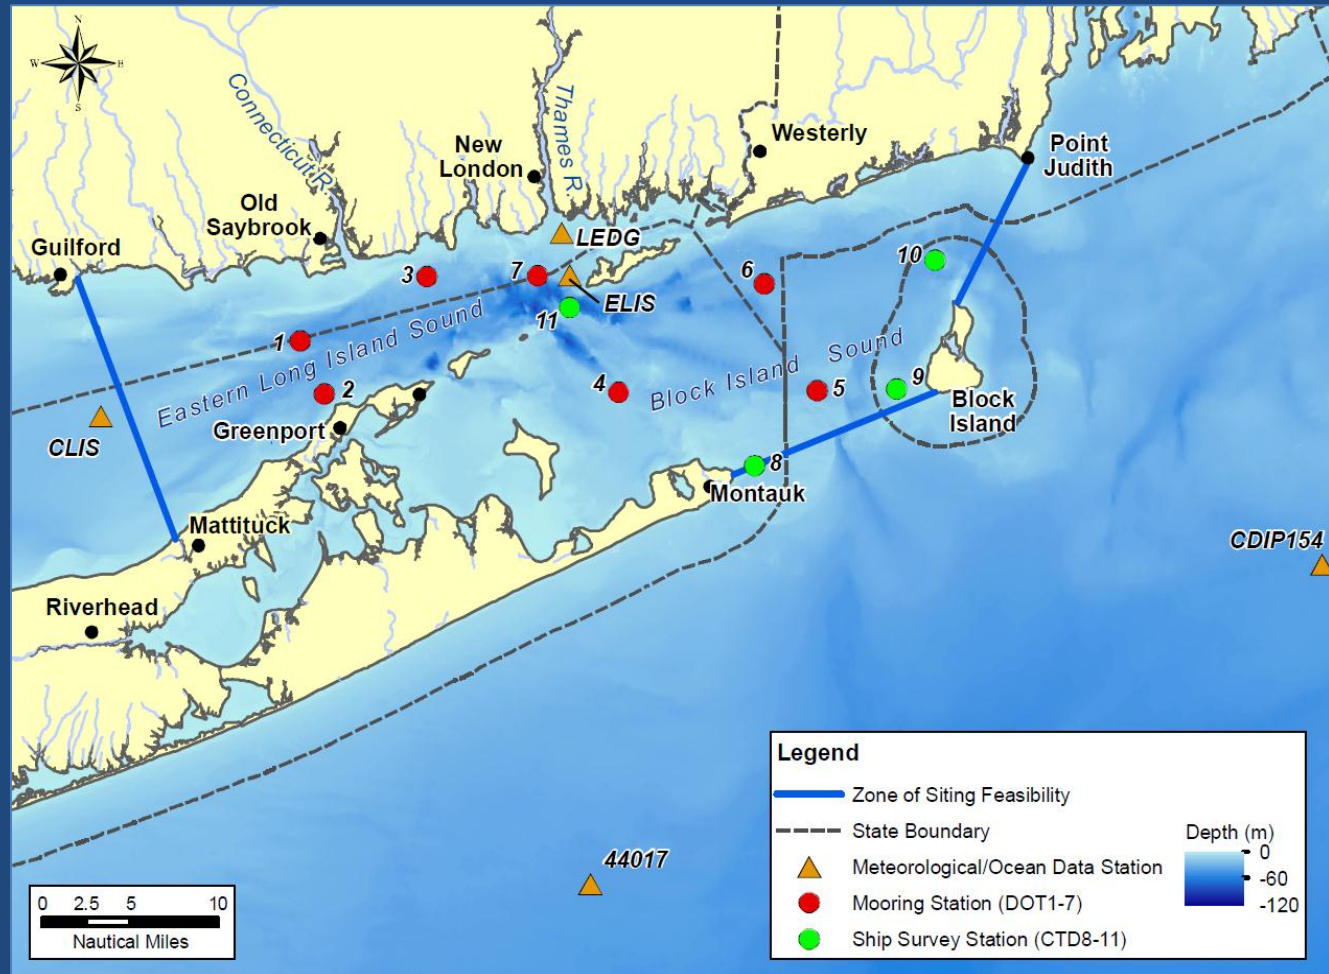 N
W E
S
Connecticut R.
Thames R.
New
London
Westerly
Point
Judith
Old
Saybrook
Guilford
LEDG
3
7
6
10
ELIS
11
1
Eastern Long Island Sound
2
4
Block Island Sound
5
9
CLIS
Greenport
Block
Island
8
Montauk
Mattituck
CDIP154
Riverhead
44017
Legend
Zone of Siting Feasibility
State Boundary
Meteorological/Ocean Data Station
Mooring Station (DOT1-7)
Ship Survey Station (CTD8-11)
Depth (m)
0
-60
-120
0 2.5 5 10
Nautical Miles